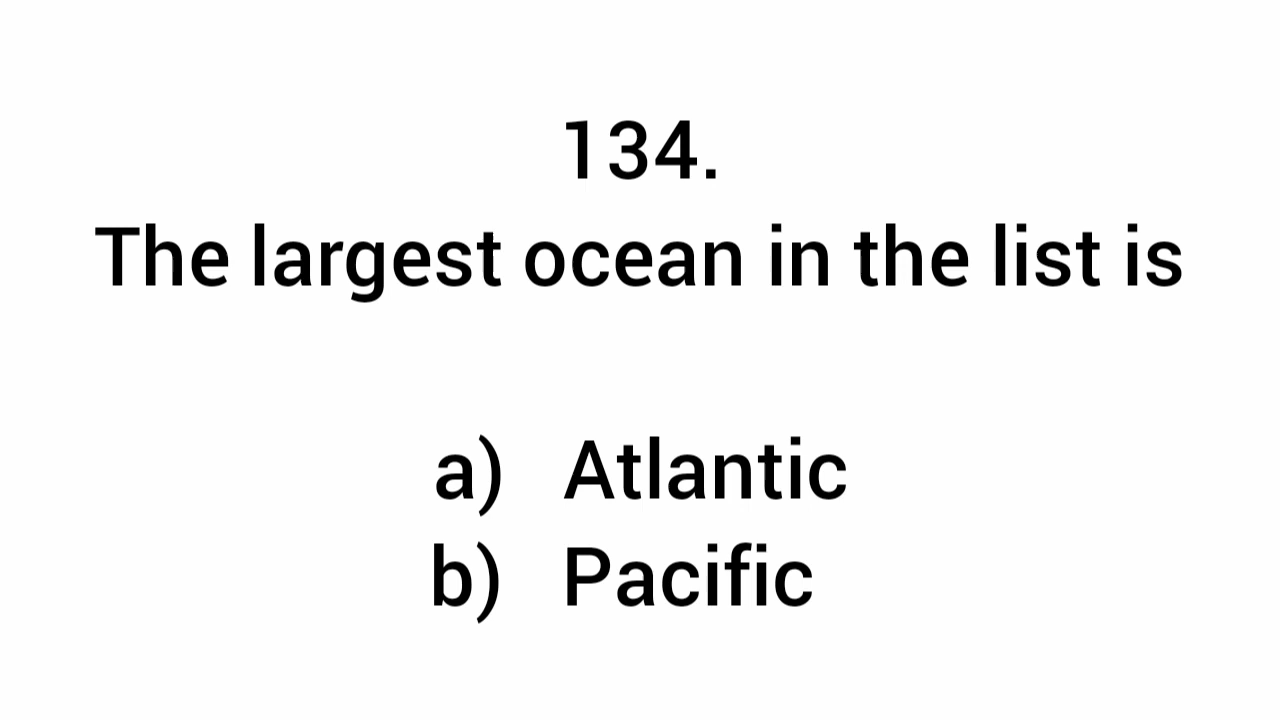 134.
The largest ocean in the list is
a) Atlantic
b) Pacific